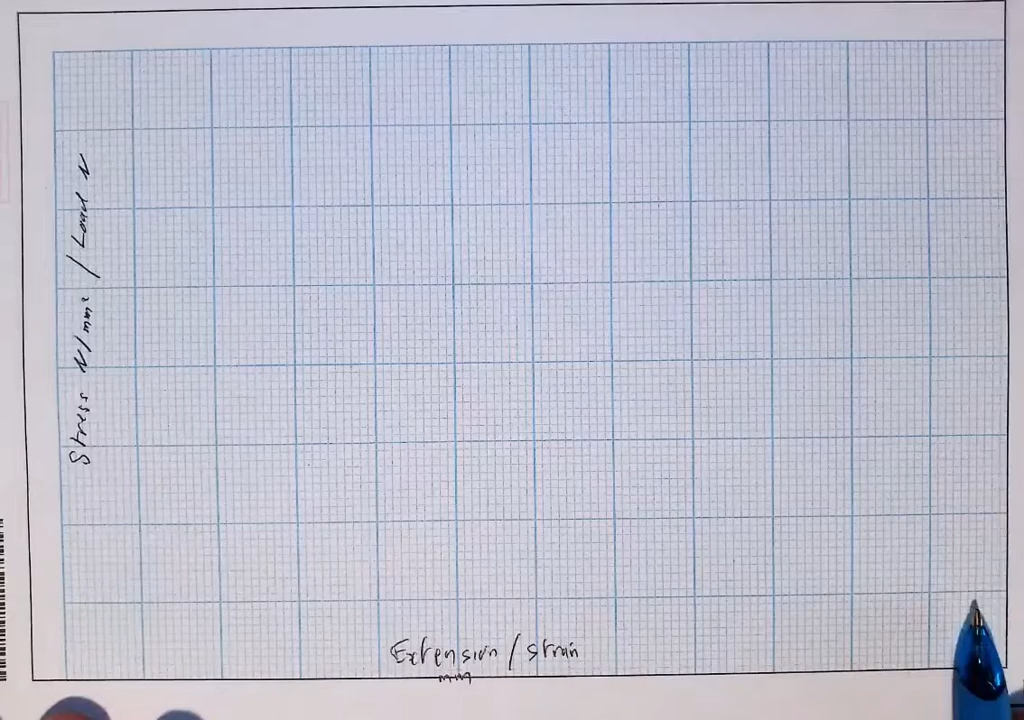 Stress N/mm² / Load N
Extension / Strain
mm